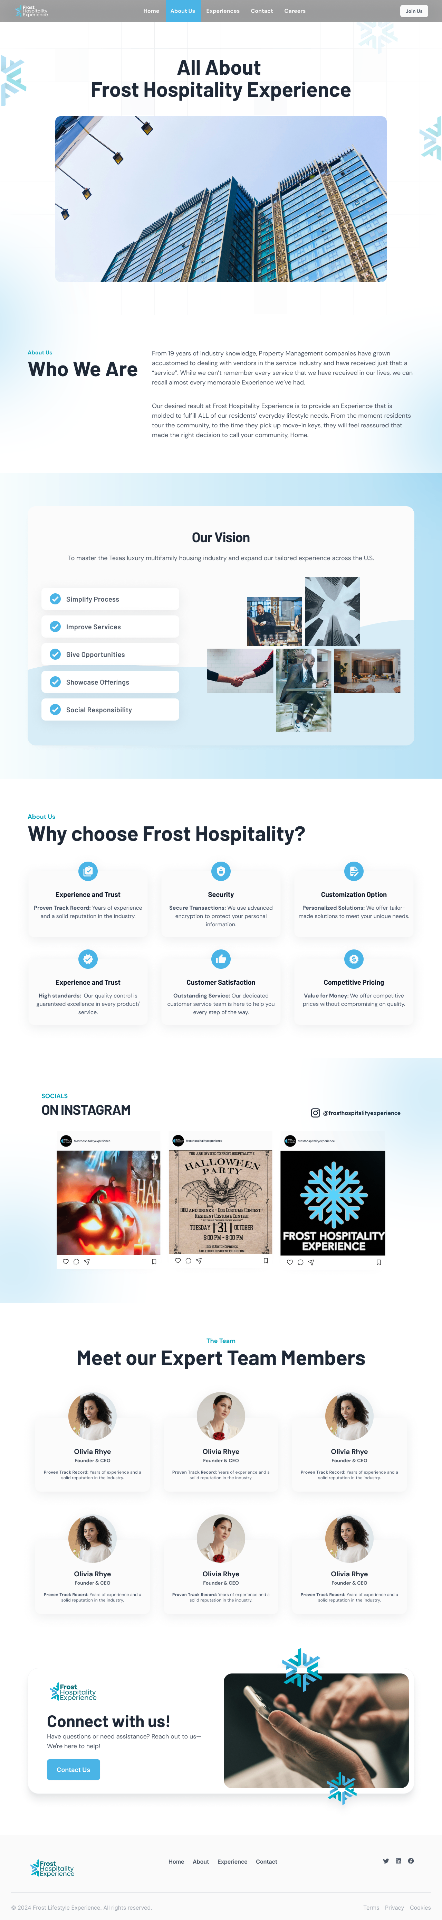 Frost
Hospitality
Experience
Home About Us Experiences Contact Careers
Join Us
All About
Frost Hospitality Experience
About Us
Who We Are
From 19 years of industry knowledge, Property Management companies have grown
accustomed to dealing with vendors in the service industry and have received just that: a
"service". While we can't remember every service that we have received in our lives, we can
recall a most every memorable Experience we've had.
Our desired result at Frost Hospitality Experience is to provide an Experience that is
molded to fulfill ALL of our residents' everyday lifestyle needs. From the moment residents
tour the community, to the time they pick up move-in keys, they will feel reassured that
made the right decision to call your community, Home.
Our Vision
To master the Texas luxury multifamily housing industry and expand our tailored experience across the U.S.
Simplify Process
Improve Services
Give Opportunities
Showcase Offerings
Social Responsibility
About Us
Why choose Frost Hospitality?
Experience and Trust
Proven Track Record: Years of experience
and a solid reputation in the industry.
Security
Secure Transactions: We use advanced
encryption to protect your personal
information.
Customization Option
Personalized Solutions: We offer tailor-
made solutions to meet your unique needs.
Experience and Trust
High standards: Our quality control is
guaranteed excellence in every product/
service.
Customer Satisfaction
Outstanding Service: Our dedicated
customer service team is here to help you
every step of the way.
Competitive Pricing
Value for Money: We offer competitive
prices without compromising on quality.
SOCIALS
ON INSTAGRAM
@frosthospitalityexperience
HAL
YOU ARE INVITED TO FROST HOSPITALITY'S
HALLOWEEN
PARTY
TUESDAY 31 OCTOBER
6:00 PM - 8:00 PM
FROST HOSPITALITY
EXPERIENCE
The Team
Meet our Expert Team Members
Olivia Rhye
Founder & CEO
Proven Track Record: Years of experience and a
solid reputation in the industry.
Olivia Rhye
Founder & CEO
Proven Track Record: Years of experience and a
solid reputation in the industry.
Olivia Rhye
Founder & CEO
Proven Track Record: Years of experience and a
solid reputation in the industry.
Olivia Rhye
Founder & CEO
Proven Track Record: Years of experience and a
solid reputation in the industry.
Olivia Rhye
Founder & CEO
Proven Track Record: Years of experience and a
solid reputation in the industry.
Olivia Rhye
Founder & CEO
Proven Track Record: Years of experience and a
solid reputation in the industry.
Frost
Hospitality
Experience
Connect with us!
Have questions or need assistance? Reach out to us—
We're here to help!
Contact Us
Frost
Hospitality
Experience
Home About Experience Contact
© 2024 Frost Lifestyle Experience. All rights reserved.
Terms Privacy Cookies